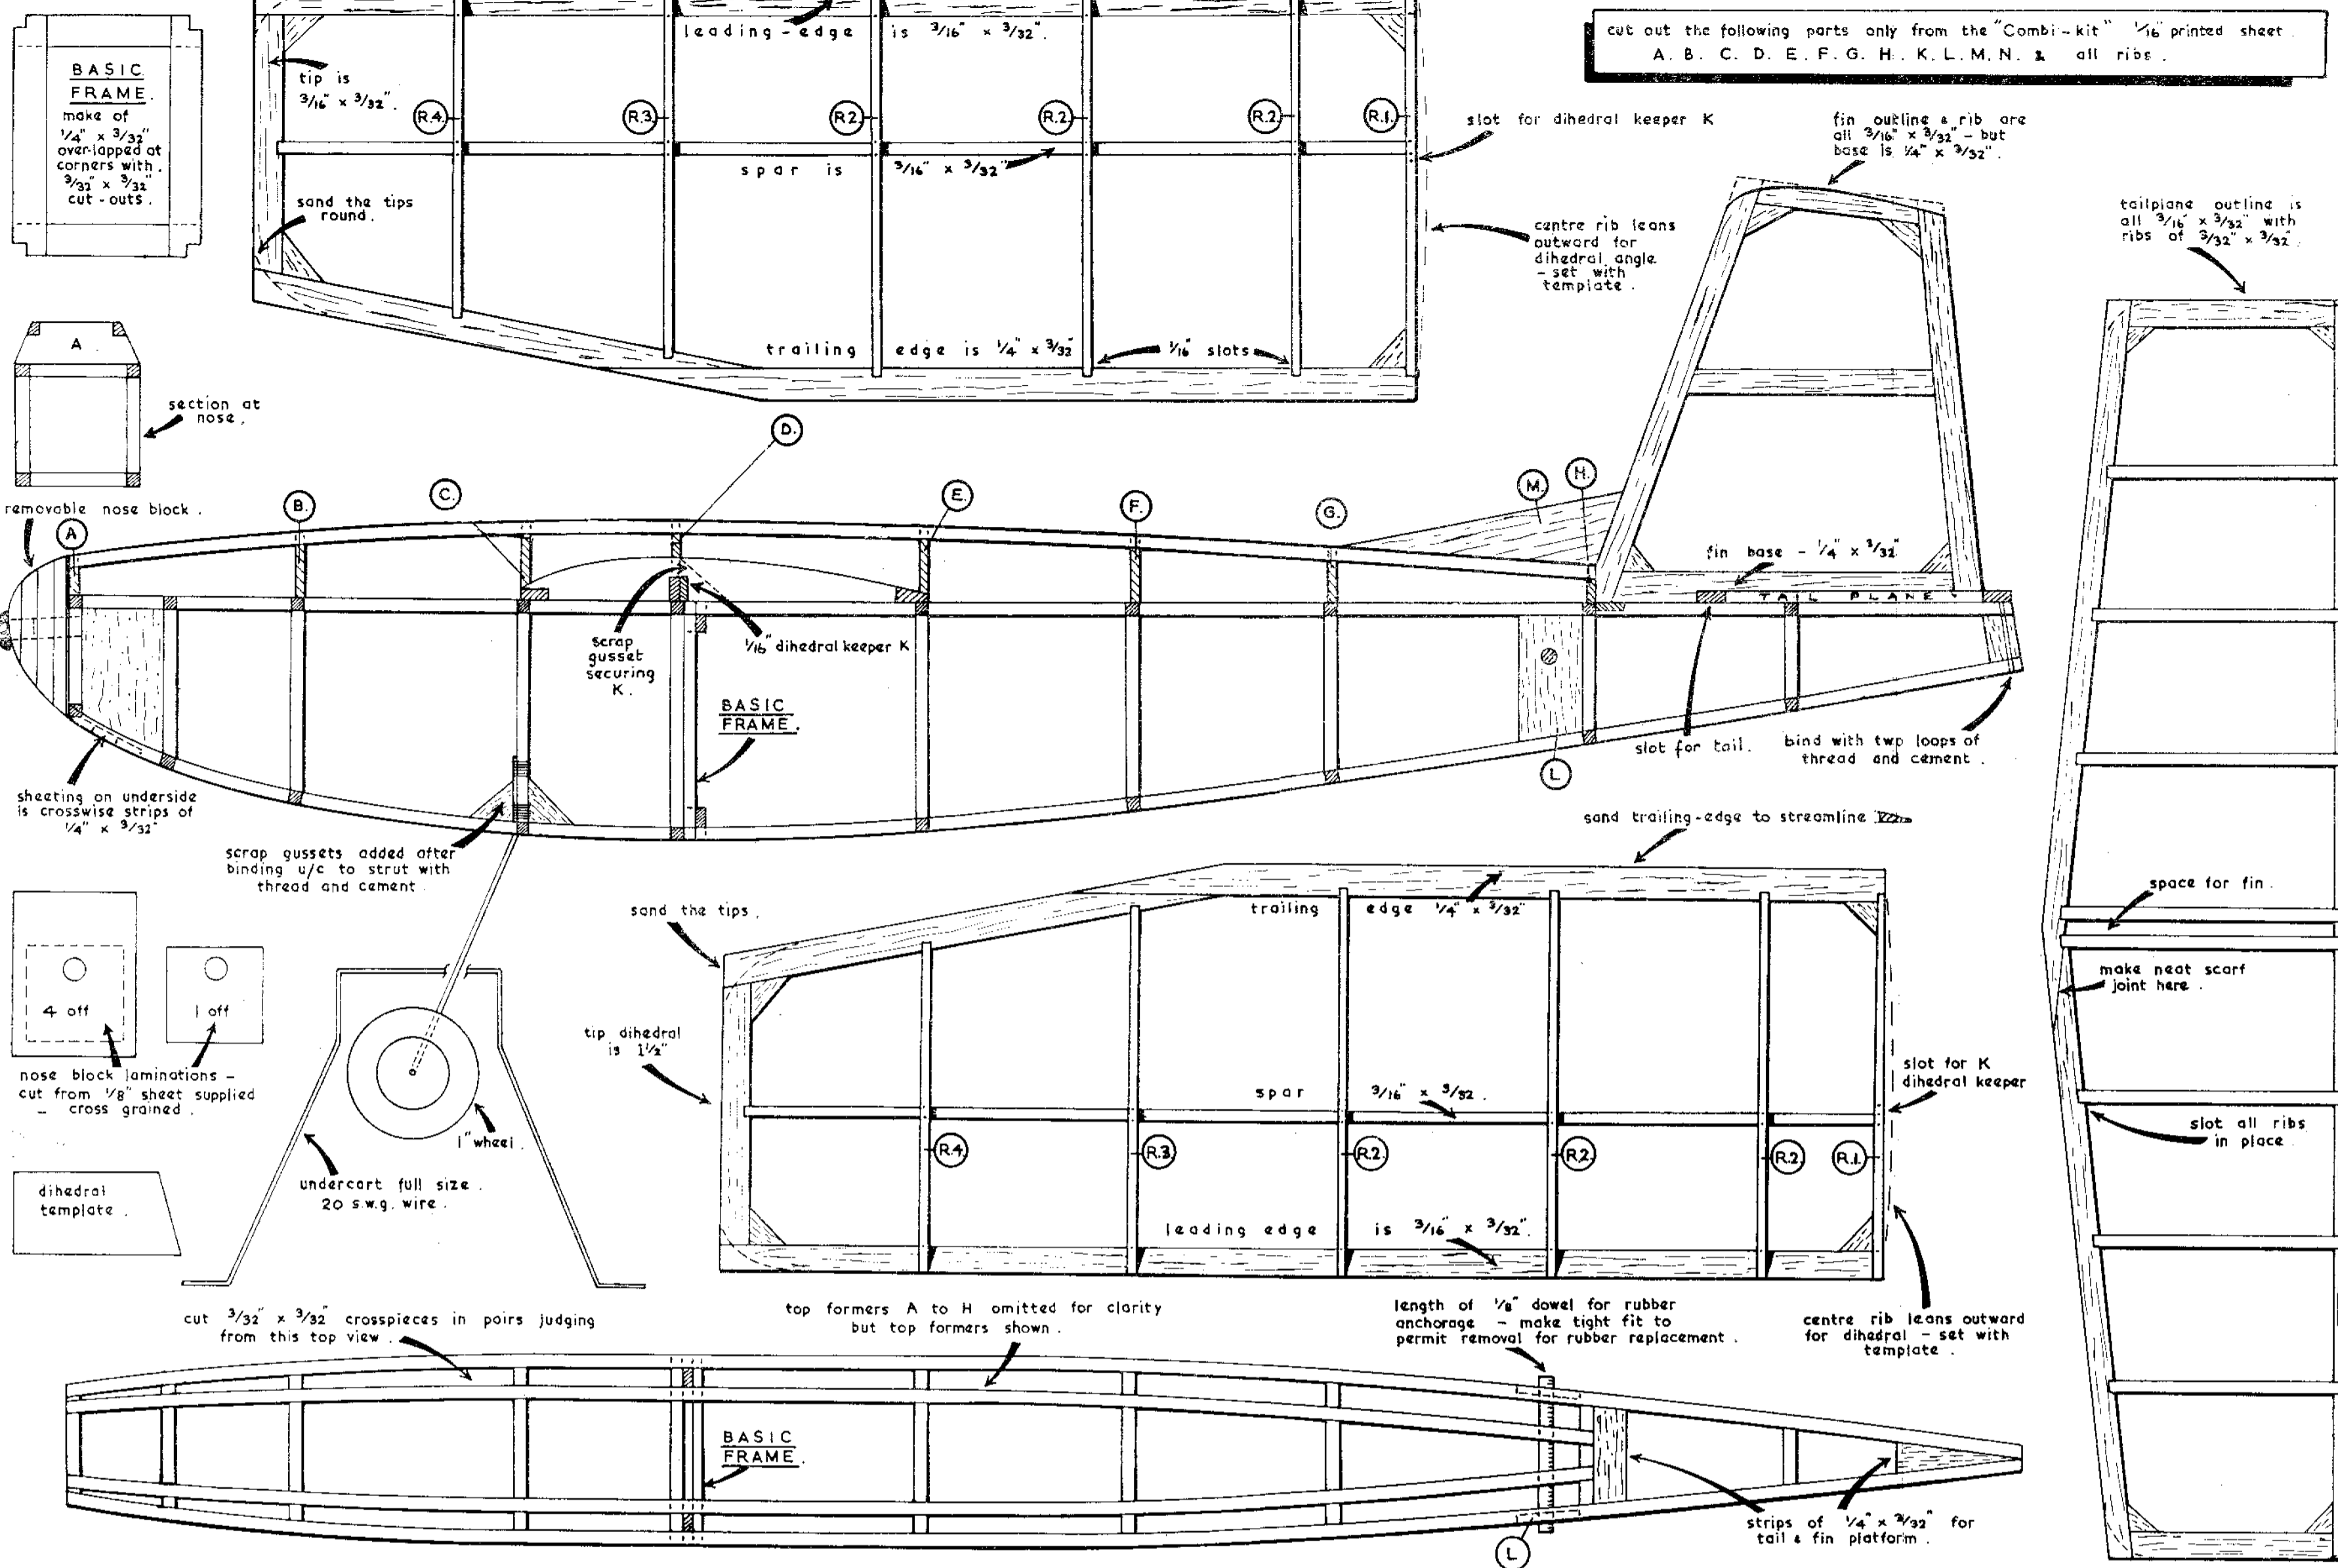 BASIC
FRAME.
make of
1/4" x 3/32"
overlapped at
corners with.
3/32" x 3/32"
cut-outs.
leading-edge is 3/16" x 3/32".
tip is
3/16" x 3/32".
R.4.
R.3.
R.2
R.2.
R.2.
R.1.
spar is 3/16" x 3/32"
sand the tips
round.
trailing edge is 1/4" x 3/32"
1/16" slots
cut out the following parts only from the "Combi-kit" 1/16" printed sheet.
A. B. C. D. E. F. G. H. K. L. M. N. & all ribs.
slot for dihedral keeper K
centre rib leans
outward for
dihedral angle
- set with
template.
fin outline & rib are
all 3/16" x 3/32" - but
base is 1/4" x 3/32".
tailplane outline is
all 3/16" x 3/32" with
ribs of 3/32" x 3/32".
A
section at
nose.
removable nose block.
A
B.
C.
D.
E.
F.
G.
M.
H.
fin base - 1/4" x 3/32"
TAIL PLANE
scrap
gusset
securing
K.
1/16" dihedral keeper K
BASIC
FRAME.
L
slot for tail.
bind with two loops of
thread and cement.
sheeting on underside
is crosswise strips of
1/4" x 3/32"
scrap gussets added after
binding u/c to strut with
thread and cement.
sand trailing-edge to streamline
4 off
1 off
nose block laminations -
cut from 1/8" sheet supplied
- cross grained.
dihedral
template.
1" wheel.
undercart full size.
20 s.w.g. wire.
sand the tips.
trailing edge 1/4" x 3/32"
tip dihedral
is 1 1/2"
spar 3/16" x 3/32.
R.4.
R.3
R.2.
R.2.
R.2.
R.1.
leading edge is 3/16" x 3/32".
slot for K
dihedral keeper
centre rib leans outward
for dihedral - set with
template.
space for fin.
make neat scarf
joint here.
slot all ribs
in place.
cut 3/32" x 3/32" crosspieces in pairs judging
from this top view.
top formers A to H omitted for clarity
but top formers shown.
length of 1/8" dowel for rubber
anchorage - make tight fit to
permit removal for rubber replacement.
BASIC
FRAME.
L
strips of 1/4" x 3/32" for
tail & fin platform.